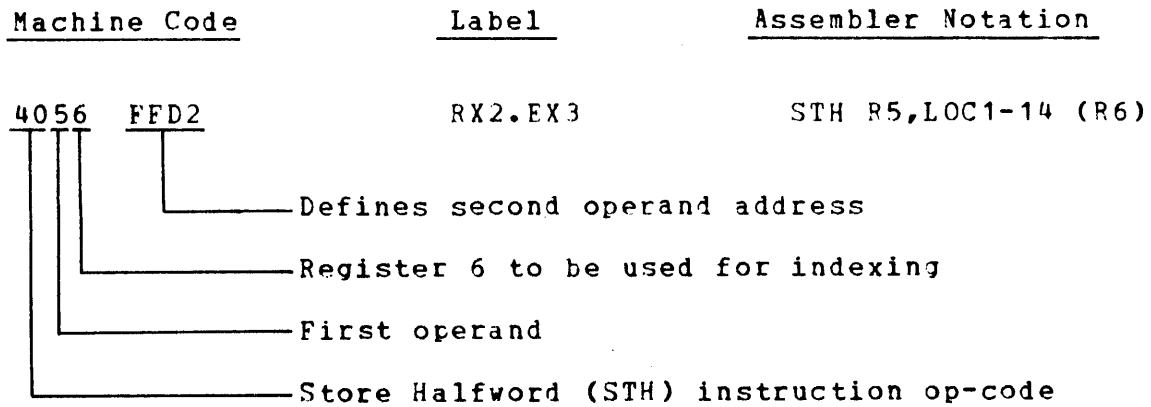 Machine Code Label Assembler Notation
4056 FFD2 RX2.EX3 STH R5,LOC1-14 (R6)
Defines second operand address
Register 6 to be used for indexing
First operand
Store Halfword (STH) instruction op-code